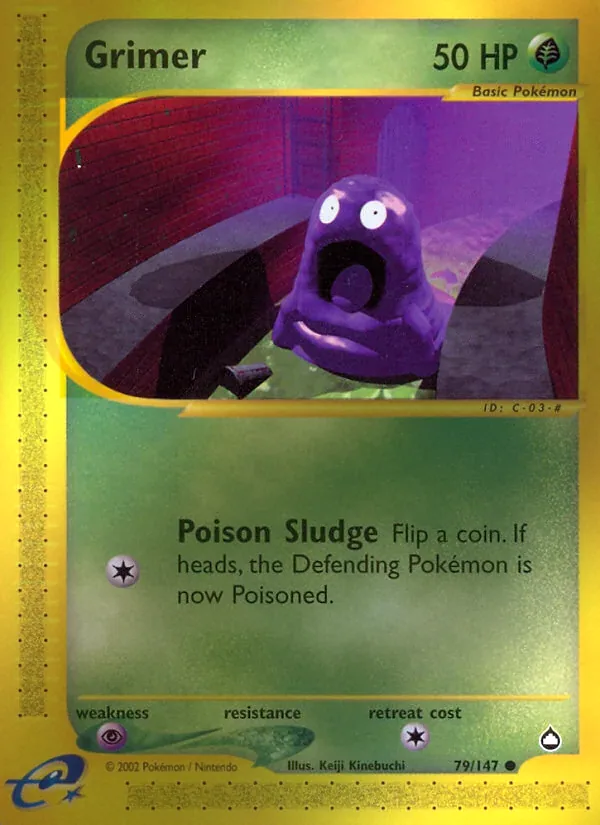 Grimer
50 HP
Basic Pokémon
ID: C-03-#
Poison Sludge Flip a coin. If
heads, the Defending Pokémon is
now Poisoned.
weakness resistance retreat cost
© 2002 Pokémon / Nintendo Illus. Keiji Kinebuchi 79/147
e